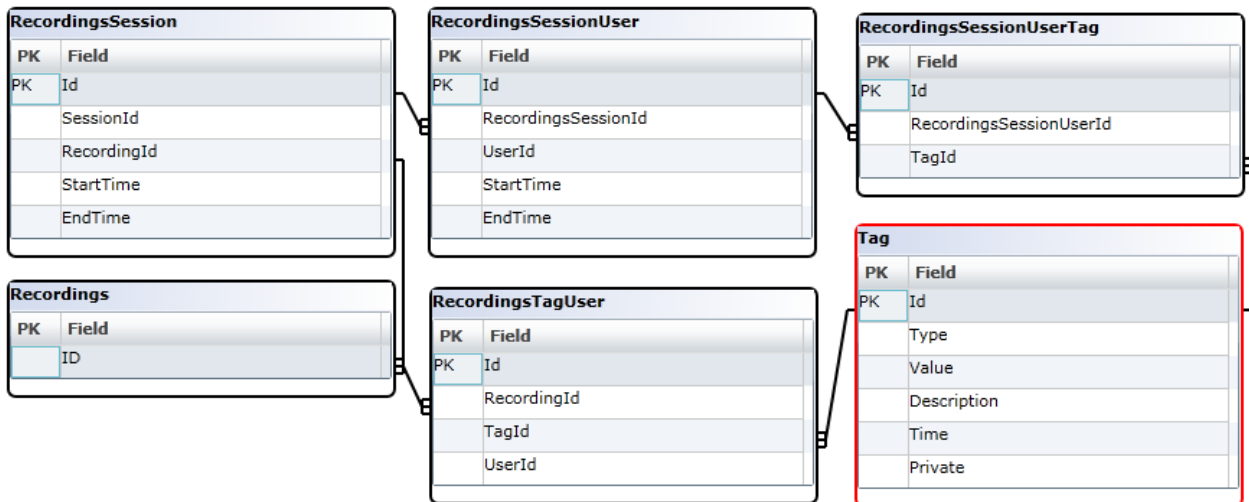 RecordingsSession
PK Field
PK Id
SessionId
RecordingId
StartTime
EndTime
RecordingsSessionUser
PK Field
PK Id
RecordingsSessionId
UserId
StartTime
EndTime
RecordingsSessionUserTag
PK Field
PK Id
RecordingsSessionUserId
TagId
Recordings
PK Field
ID
RecordingsTagUser
PK Field
PK Id
RecordingId
TagId
UserId
Tag
PK Field
PK Id
Type
Value
Description
Time
Private